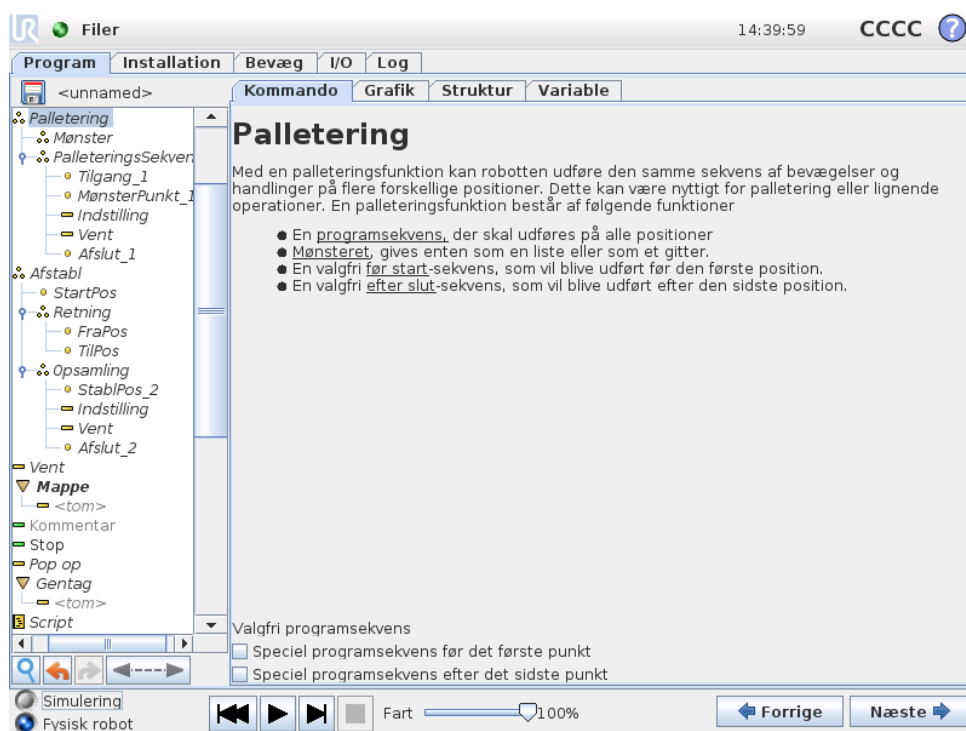 UR Filer 14:39:59 CCCC ?
Program Installation Bevæg I/O Log
<unnamed>
Kommando Grafik Struktur Variable
Palletering
Mønster
PalleteringsSekven
Tilgang_1
MønsterPunkt_1
Indstilling
Vent
Afslut_1
Afstabl
StartPos
Retning
FraPos
TilPos
Opsamling
StablPos_2
Indstilling
Vent
Afslut_2
Vent
Mappe
<tom>
Kommentar
Stop
Pop op
Gentag
<tom>
Script
Palletering
Med en palleteringsfunktion kan robotten udføre den samme sekvens af bevægelser og
handlinger på flere forskellige positioner. Dette kan være nyttigt for palletering eller lignende
operationer. En palleteringsfunktion består af følgende funktioner
En programsekvens, der skal udføres på alle positioner
Mønsteret, gives enten som en liste eller som et gitter.
En valgfri før start-sekvens, som vil blive udført før den første position.
En valgfri efter slut-sekvens, som vil blive udført efter den sidste position.
Valgfri programsekvens
Speciel programsekvens før det første punkt
Speciel programsekvens efter det sidste punkt
Simulering
Fysisk robot
Fart 100%
Forrige Næste